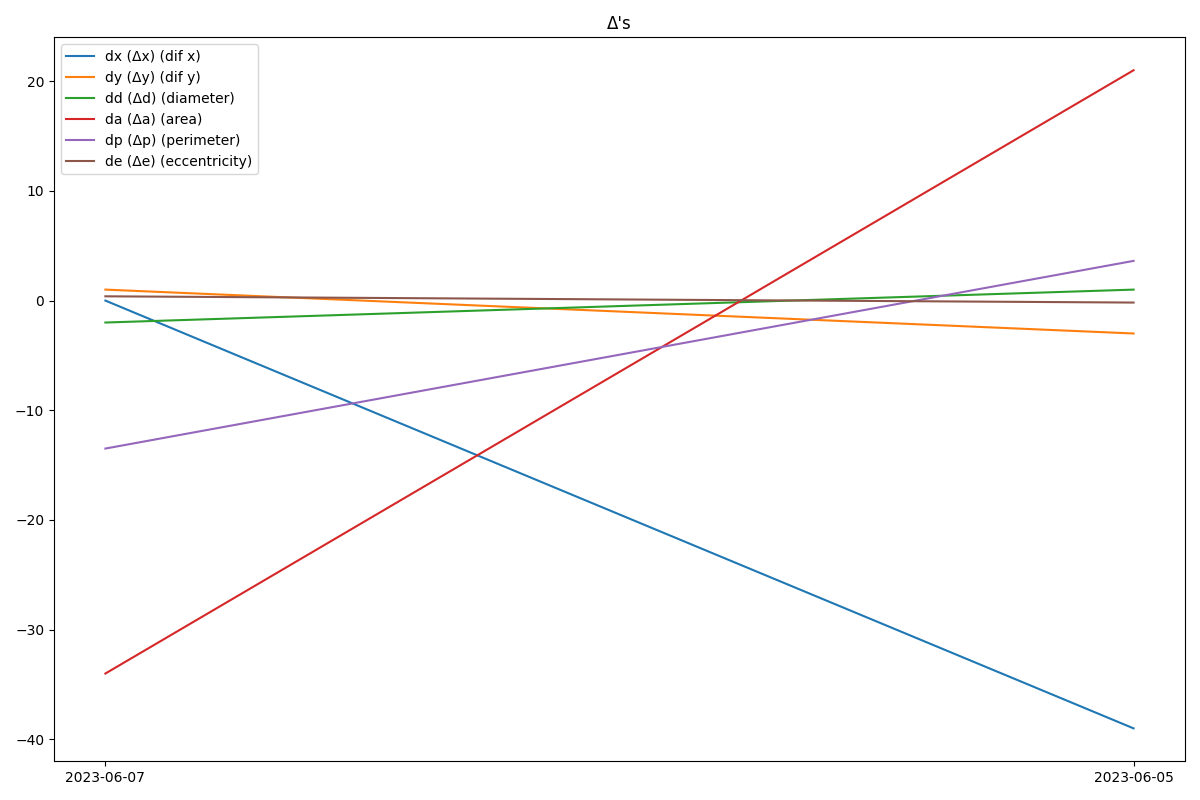 Δ's
dx (Δx) (dif x)
dy (Δy) (dif y)
dd (Δd) (diameter)
da (Δa) (area)
dp (Δp) (perimeter)
de (Δe) (eccentricity)
20
10
0
−10
−20
−30
−40
2023-06-07
2023-06-05